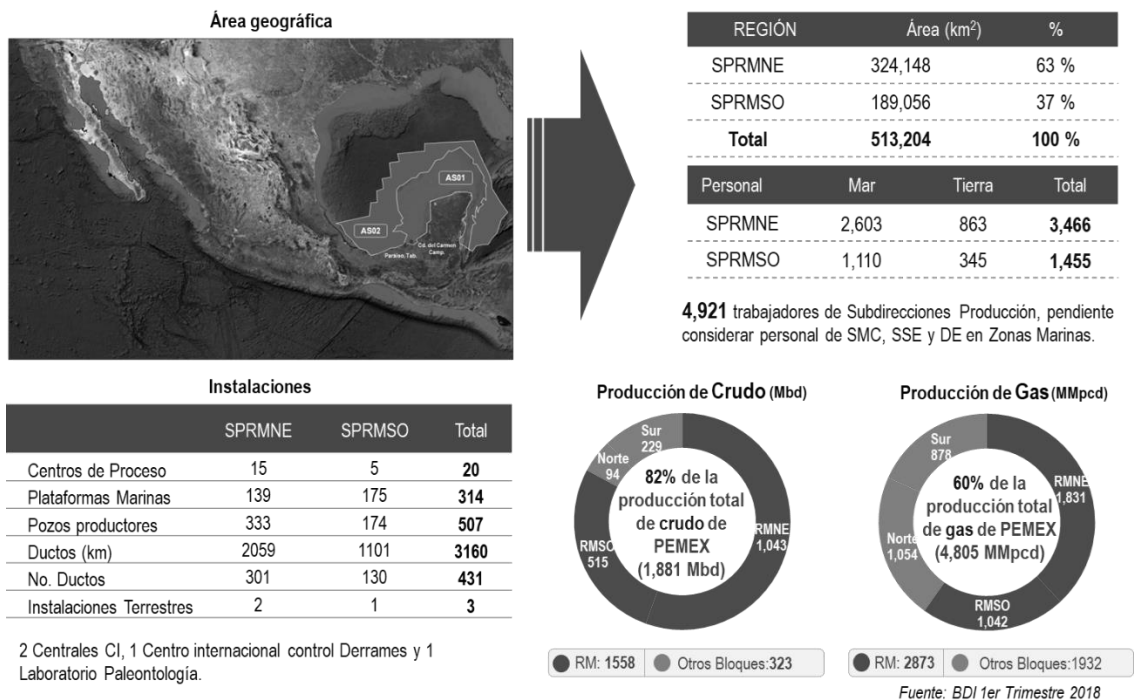 Área geográfica
AS01
AS02
Cd. del Carmen
Camp.
Paraíso, Tab.
REGIÓN Área (km²) %
SPRMNE 324,148 63 %
SPRMSO 189,056 37 %
Total 513,204 100 %
Personal Mar Tierra Total
SPRMNE 2,603 863 3,466
SPRMSO 1,110 345 1,455
4,921 trabajadores de Subdirecciones Producción, pendiente
considerar personal de SMC, SSE y DE en Zonas Marinas.
Instalaciones
SPRMNE SPRMSO Total
Centros de Proceso 15 5 20
Plataformas Marinas 139 175 314
Pozos productores 333 174 507
Ductos (km) 2059 1101 3160
No. Ductos 301 130 431
Instalaciones Terrestres 2 1 3
2 Centrales CI, 1 Centro internacional control Derrames y 1
Laboratorio Paleontología.
Producción de Crudo (Mbd)
Sur
229
Norte
94
RMSO
515
RMNE
1,043
82% de la
producción total
de crudo de
PEMEX
(1,881 Mbd)
RM: 1558 Otros Bloques:323
Producción de Gas (MMpcd)
Sur
878
RMNE
1,831
Norte
1,054
RMSO
1,042
60% de la
producción total
de gas de PEMEX
(4,805 MMpcd)
RM: 2873 Otros Bloques:1932
Fuente: BDI 1er Trimestre 2018